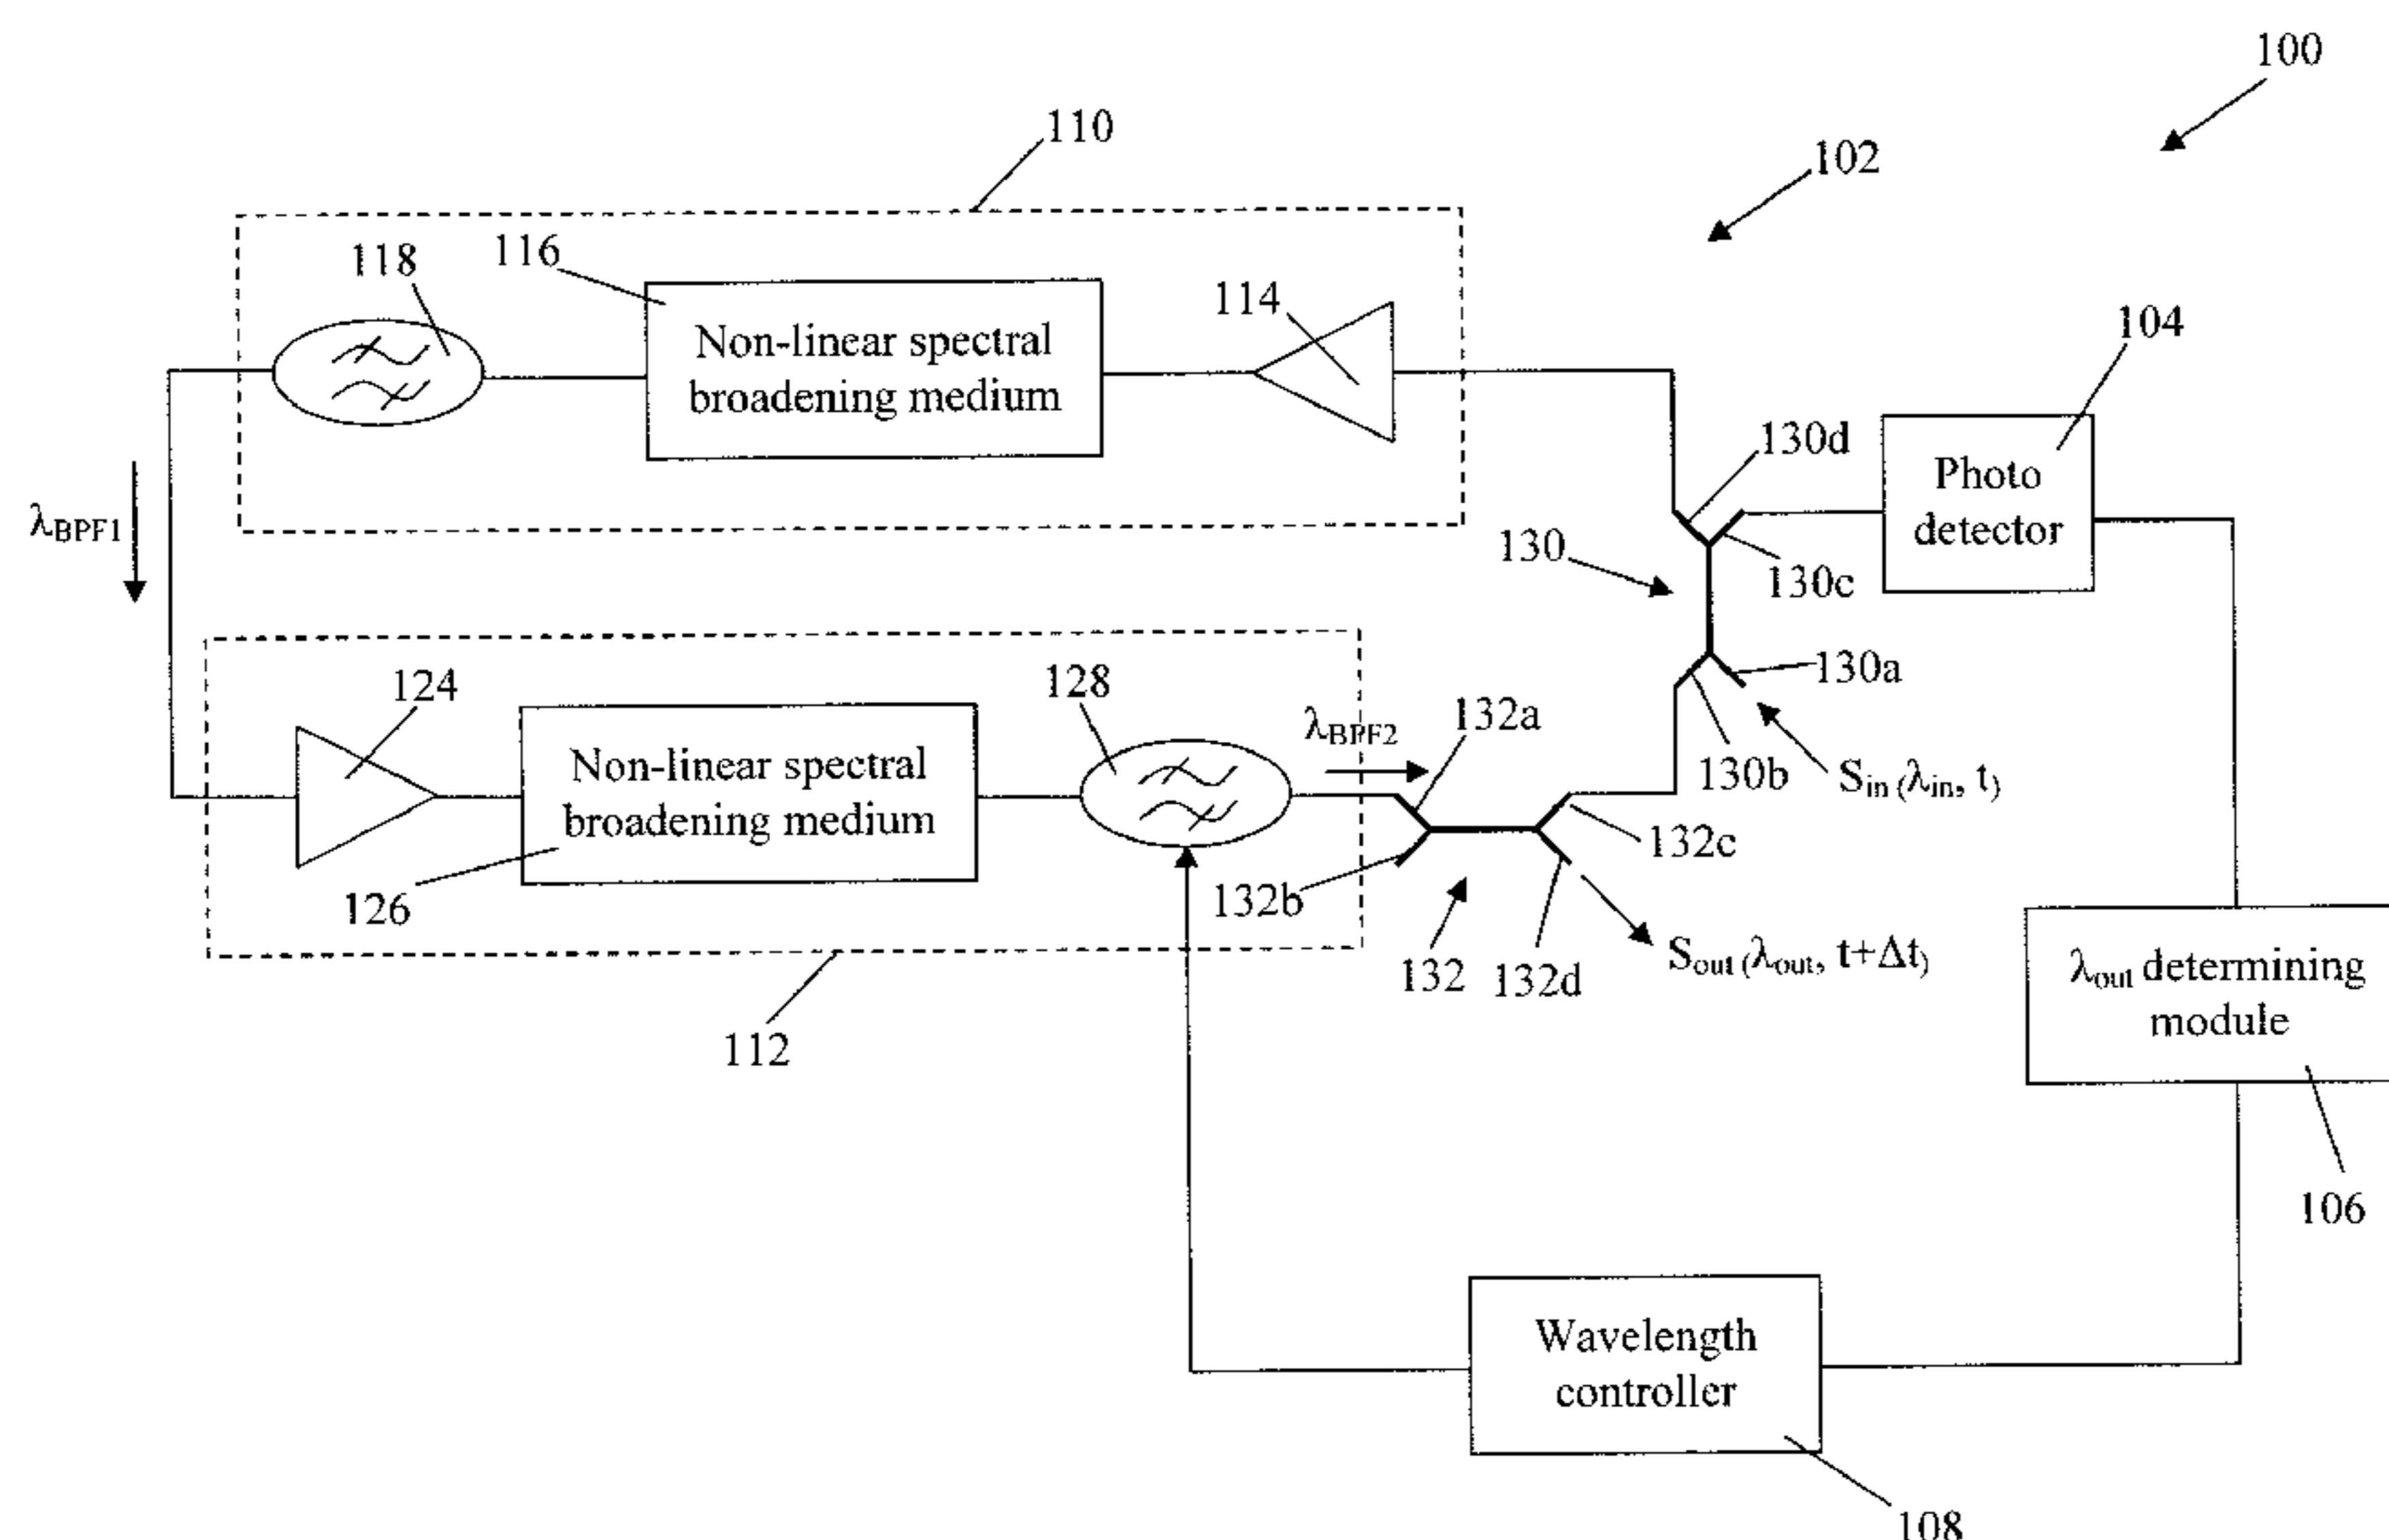 100
110
102
118
116
114
104
Non-linear spectral
broadening medium
130d
Photo
detector
λBPF1
130
130c
130a
124
128
λBPF2
132a
130b
Sin (λin, t)
Non-linear spectral
broadening medium
132c
126
132b
132
132d
Sout (λout, t+Δt)
λout determining
module
112
106
Wavelength
controller
108